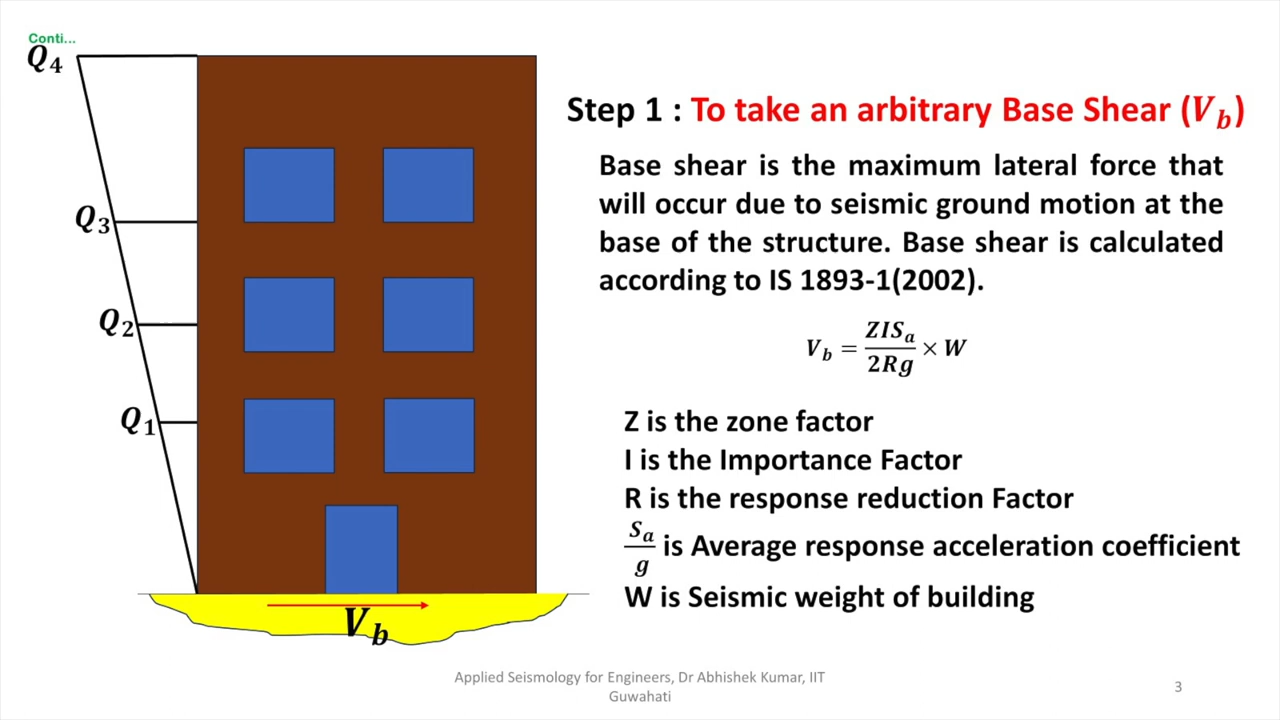 Conti...
Q4
Q3
Q2
Q1
Vb
Step 1 : To take an arbitrary Base Shear (Vb)
Base shear is the maximum lateral force that
will occur due to seismic ground motion at the
base of the structure. Base shear is calculated
according to IS 1893-1(2002).
Vb = ZISa / 2Rg × W
Z is the zone factor
I is the Importance Factor
R is the response reduction Factor
Sa / g is Average response acceleration coefficient
W is Seismic weight of building
Applied Seismology for Engineers, Dr Abhishek Kumar, IIT
Guwahati
3